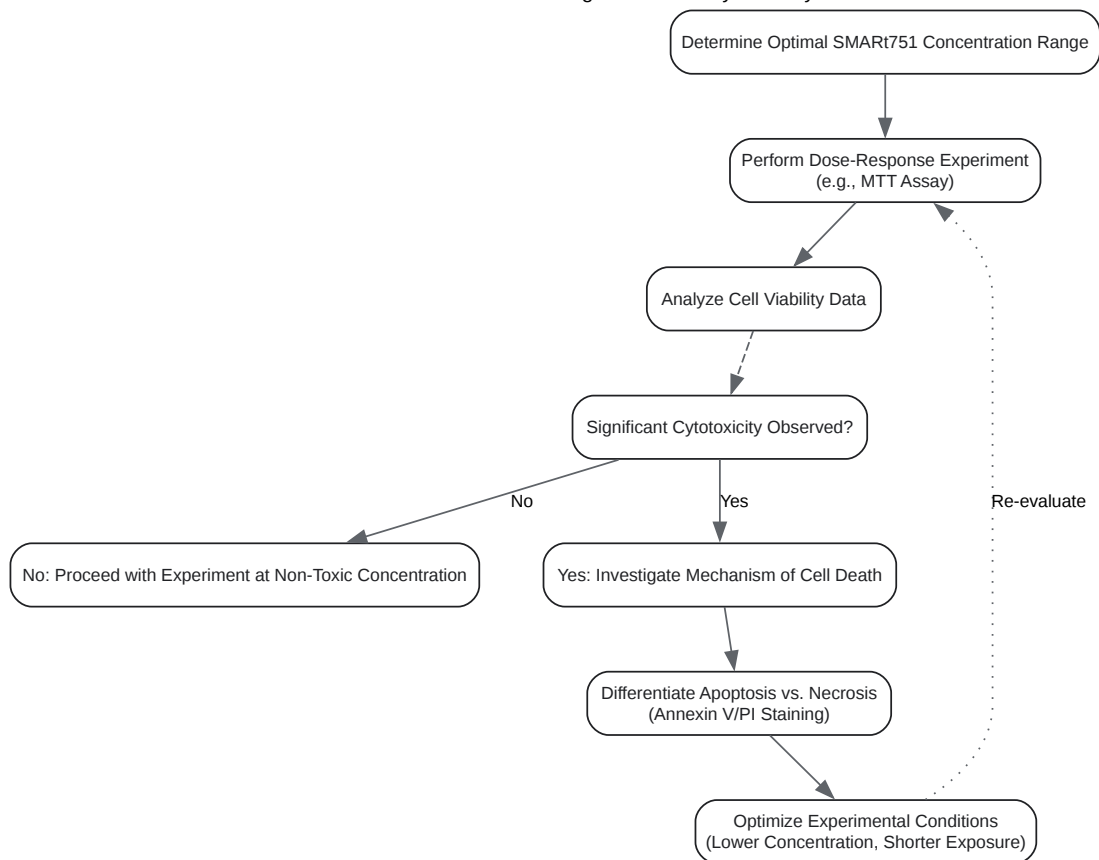 Determine Optimal SMARt751 Concentration Range
Perform Dose-Response Experiment
(e.g., MTT Assay)
Analyze Cell Viability Data
Significant Cytotoxicity Observed?
No
Yes
Re-evaluate
No: Proceed with Experiment at Non-Toxic Concentration
Yes: Investigate Mechanism of Cell Death
Differentiate Apoptosis vs. Necrosis
(Annexin V/PI Staining)
Optimize Experimental Conditions
(Lower Concentration, Shorter Exposure)